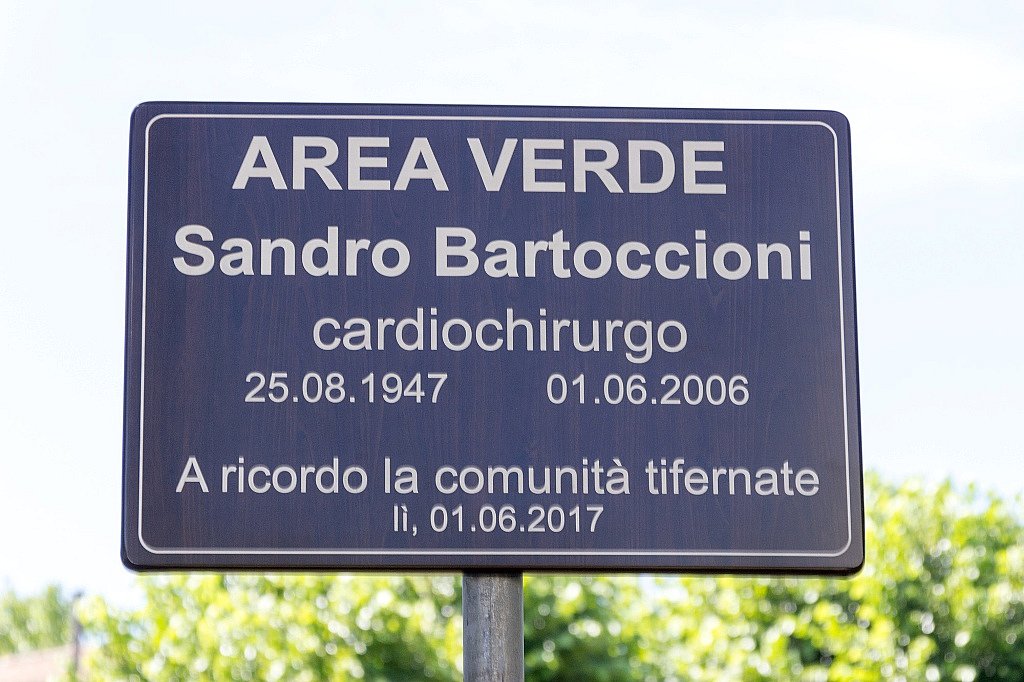 AREA VERDE
Sandro Bartoccioni
cardiochirurgo
25.08.1947 01.06.2006
A ricordo la comunità tifernate
lì, 01.06.2017